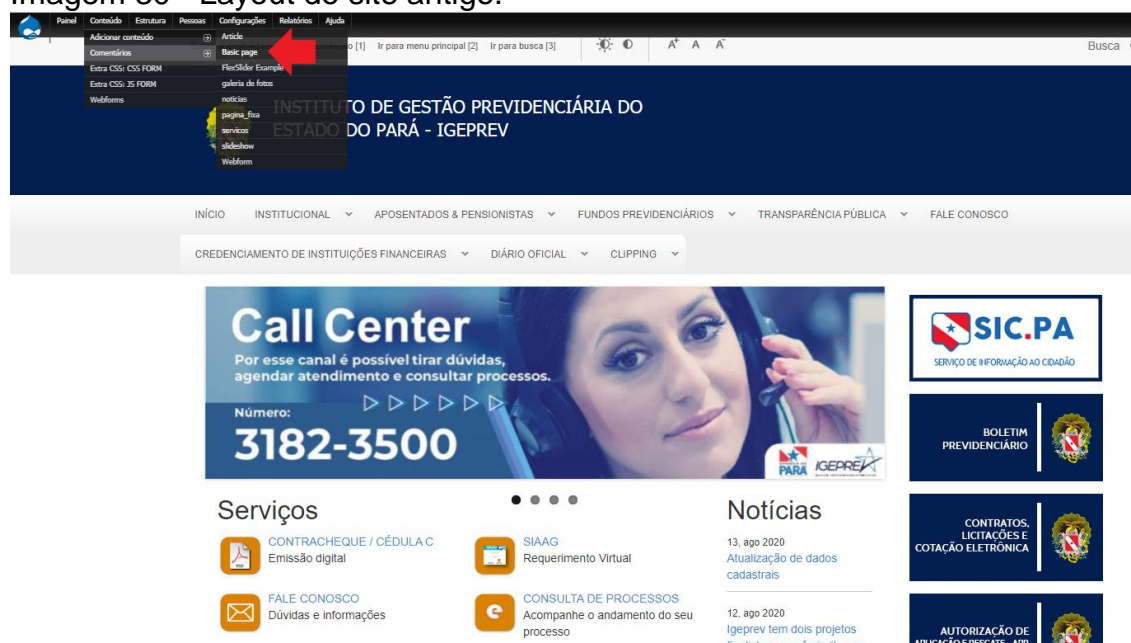 Imagem 30 - Layout do site antigo.
Painel Conteúdo Estrutura Pessoas Configurações Relatórios Ajuda
Adicionar conteúdo
Comentários
Extra CSS: CSS FORM
Extra CSS: JS FORM
Webforms
Article
Basic page
FlexSlider Example
galeria de fotos
notícias
pagina_fixa
servicos
slideshow
Webform
[1] Ir para menu principal [2] Ir para busca [3]
A+ A A-
Busca
INSTITUTO DE GESTÃO PREVIDENCIÁRIA DO
ESTADO DO PARÁ - IGEPREV
INÍCIO INSTITUCIONAL APOSENTADOS & PENSIONISTAS FUNDOS PREVIDENCIÁRIOS TRANSPARÊNCIA PÚBLICA FALE CONOSCO
CREDENCIAMENTO DE INSTITUIÇÕES FINANCEIRAS DIÁRIO OFICIAL CLIPPING
Call Center
Por esse canal é possível tirar dúvidas,
agendar atendimento e consultar processos.
Número:
3182-3500
PARÁ IGEPREV
SIC.PA
SERVIÇO DE INFORMAÇÃO AO CIDADÃO
BOLETIM
PREVIDENCIÁRIO
CONTRATOS,
LICITAÇÕES E
COTAÇÃO ELETRÔNICA
AUTORIZAÇÃO DE
APLICAÇÃO E RESGATE - APR
Serviços
CONTRACHEQUE / CÉDULA C
Emissão digital
SIAAG
Requerimento Virtual
FALE CONOSCO
Dúvidas e informações
CONSULTA DE PROCESSOS
Acompanhe o andamento do seu
processo
Notícias
13, ago 2020
Atualização de dados
cadastrais
12, ago 2020
Igeprev tem dois projetos